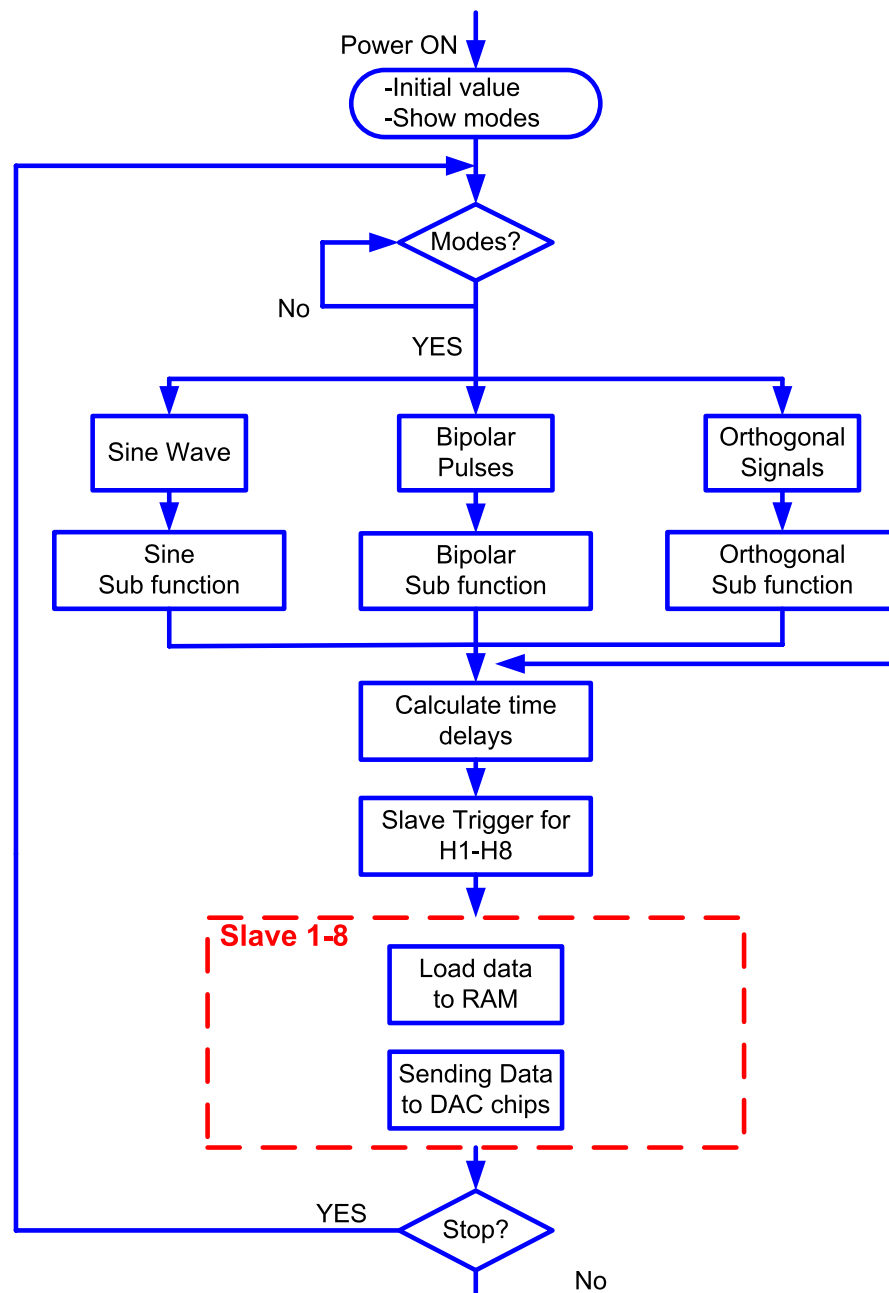 Power ON
-Initial value
-Show modes
Modes?
No
YES
Sine Wave
Bipolar
Pulses
Orthogonal
Signals
Sine
Sub function
Bipolar
Sub function
Orthogonal
Sub function
Calculate time
delays
Slave Trigger for
H1-H8
Slave 1-8
Load data
to RAM
Sending Data
to DAC chips
YES
Stop?
No